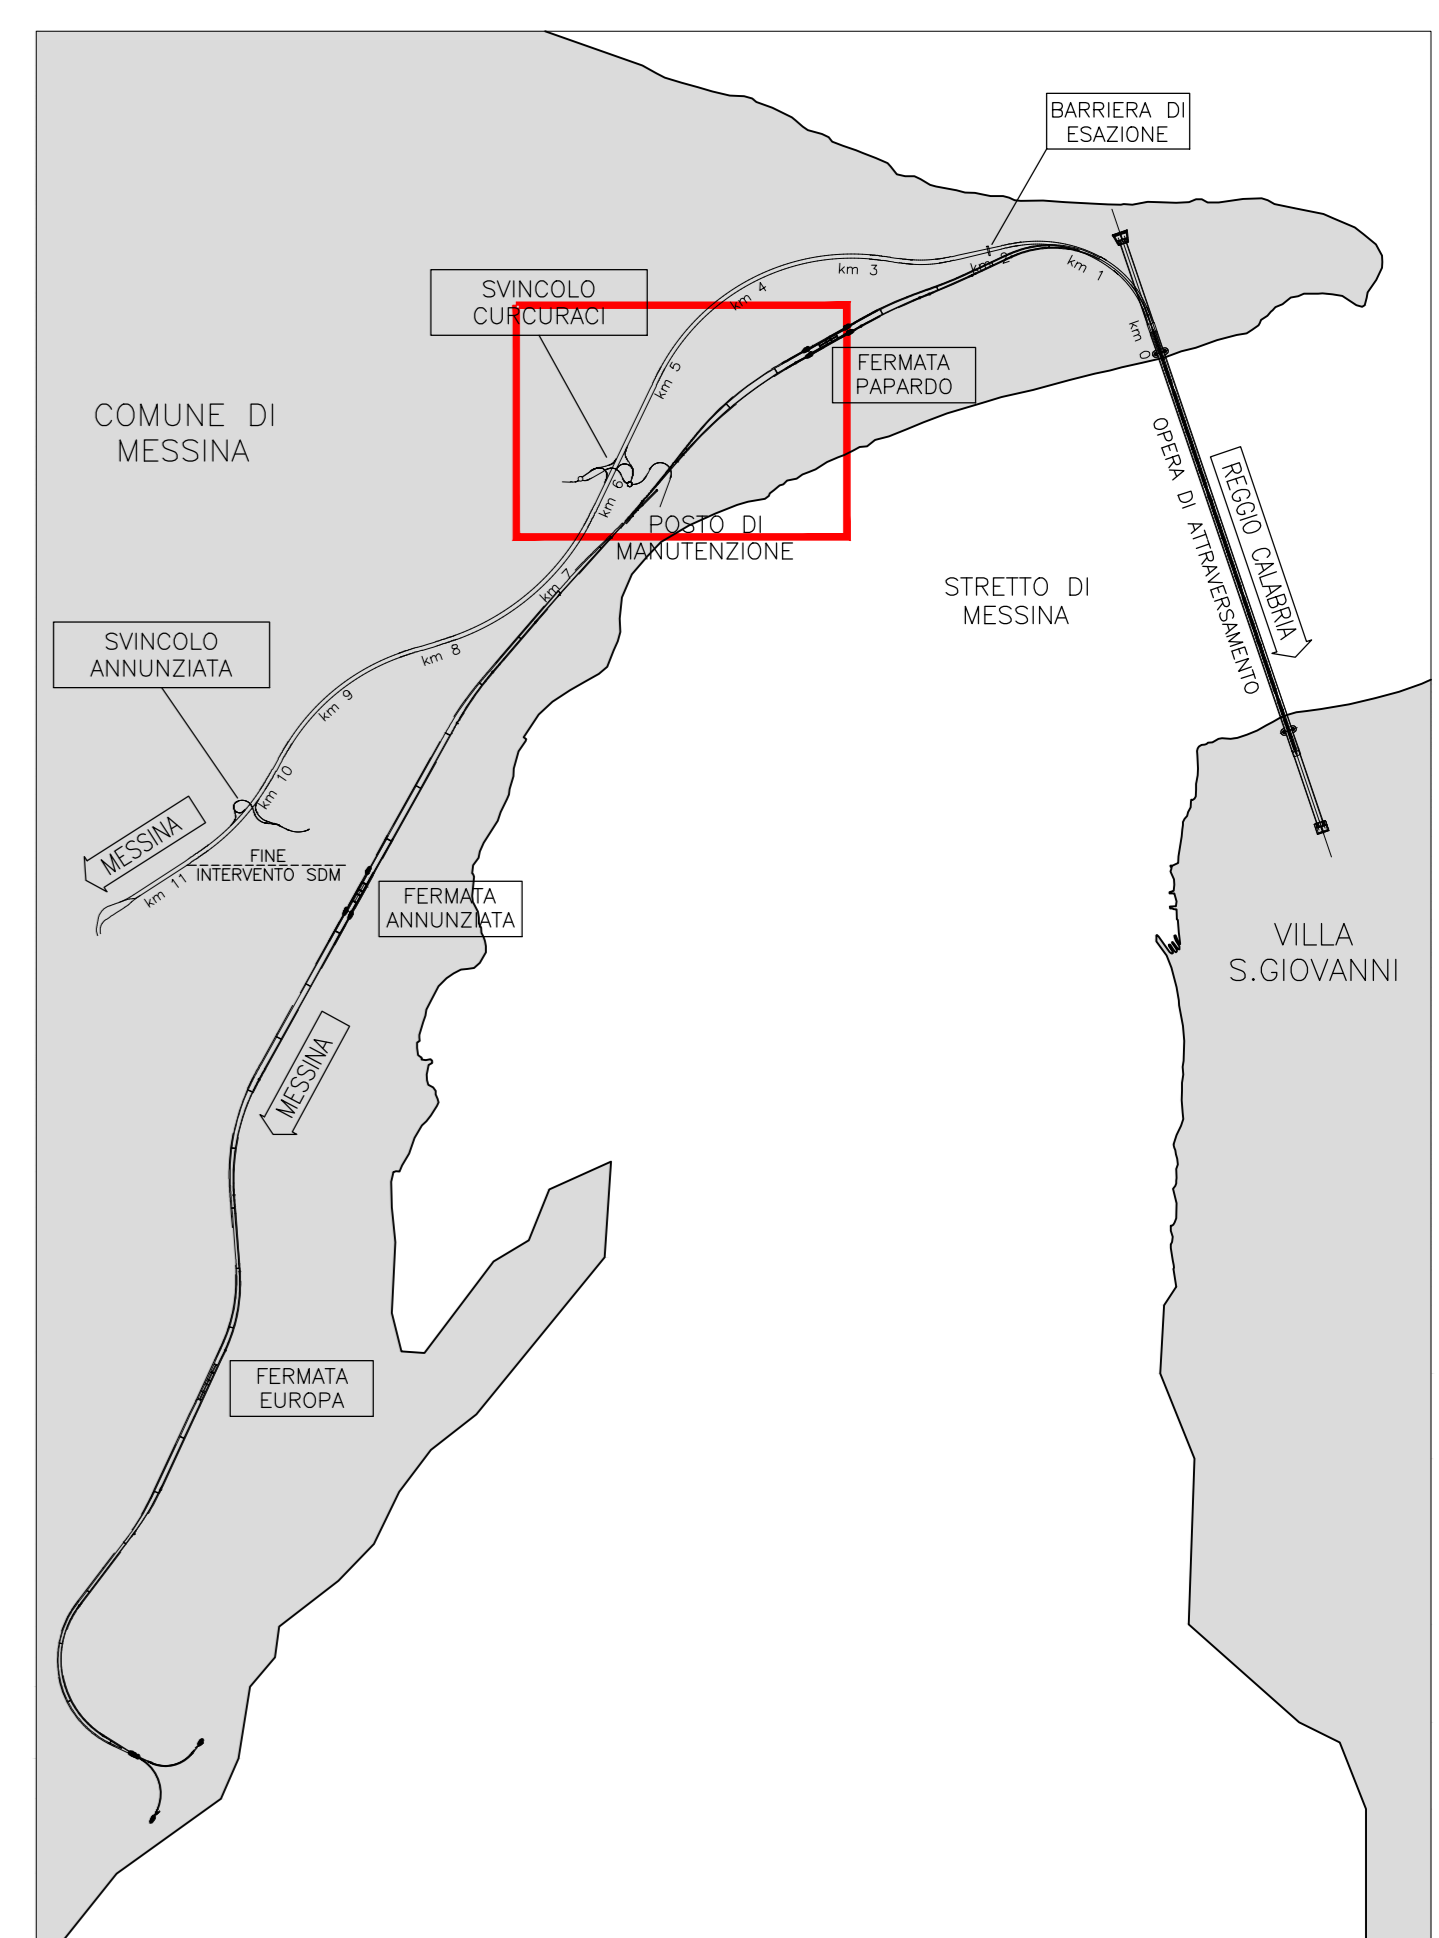 BARRIERA DI
ESAZIONE
km 2
km 1
km 3
km 4
km 0
SVINCOLO
CURCURACI
FERMATA
PAPARDO
km 5
COMUNE DI
MESSINA
km 6
POSTO DI
MANUTENZIONE
OPERA DI ATTRAVERSAMENTO
REGGIO CALABRIA
STRETTO DI
MESSINA
km 7
SVINCOLO
ANNUNZIATA
km 8
km 9
km 10
MESSINA
FINE
INTERVENTO SDM
km 11
FERMATA
ANNUNZIATA
VILLA
S.GIOVANNI
MESSINA
FERMATA
EUROPA